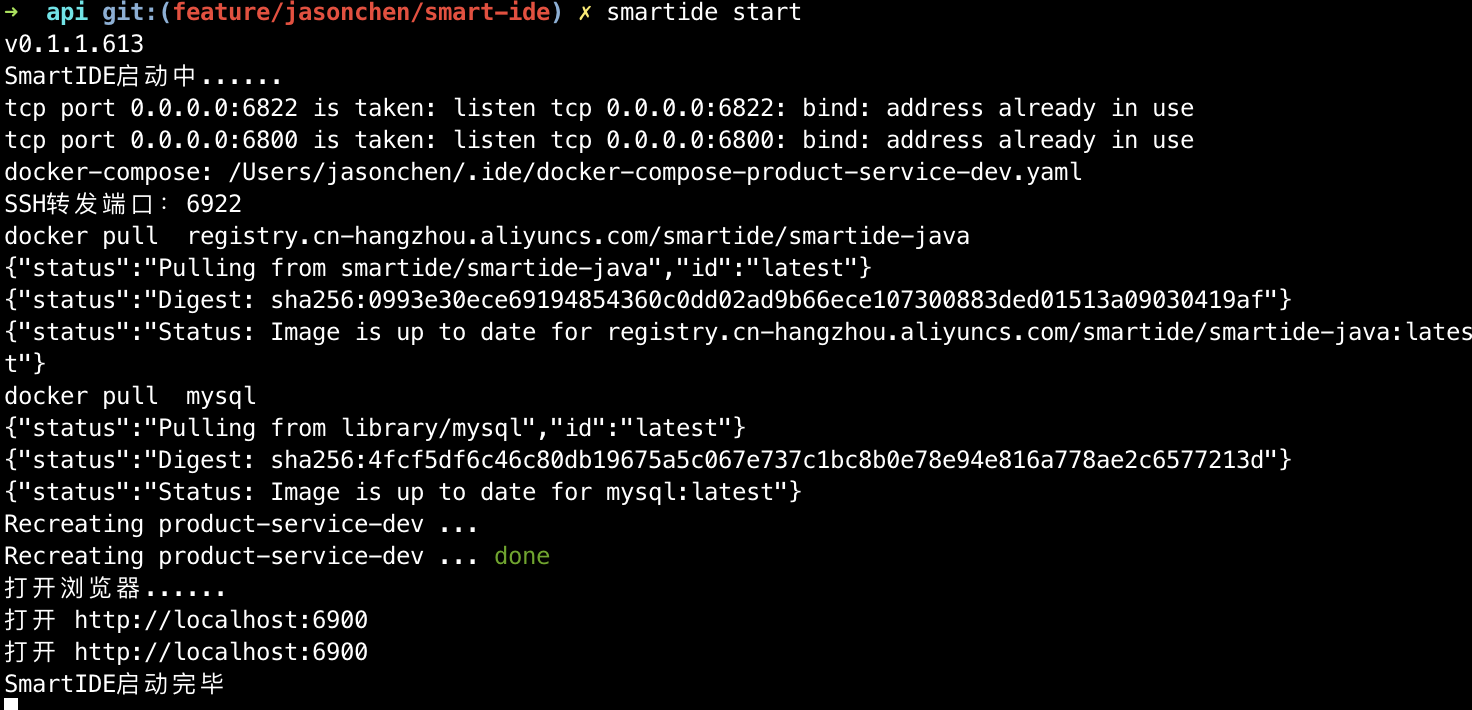 →  api git:(feature/jasonchen/smart-ide) ✗ smartide start
v0.1.1.613
SmartIDE启动中......
tcp port 0.0.0.0:6822 is taken: listen tcp 0.0.0.0:6822: bind: address already in use
tcp port 0.0.0.0:6800 is taken: listen tcp 0.0.0.0:6800: bind: address already in use
docker-compose: /Users/jasonchen/.ide/docker-compose-product-service-dev.yaml
SSH转发端口: 6922
docker pull  registry.cn-hangzhou.aliyuncs.com/smartide/smartide-java
{"status":"Pulling from smartide/smartide-java","id":"latest"}
{"status":"Digest: sha256:0993e30ece69194854360c0dd02ad9b66ece107300883ded01513a09030419af"}
{"status":"Status: Image is up to date for registry.cn-hangzhou.aliyuncs.com/smartide/smartide-java:lates
t"}
docker pull  mysql
{"status":"Pulling from library/mysql","id":"latest"}
{"status":"Digest: sha256:4fcf5df6c46c80db19675a5c067e737c1bc8b0e78e94e816a778ae2c6577213d"}
{"status":"Status: Image is up to date for mysql:latest"}
Recreating product-service-dev ...
Recreating product-service-dev ... done
打开浏览器......
打开 http://localhost:6900
打开 http://localhost:6900
SmartIDE启动完毕